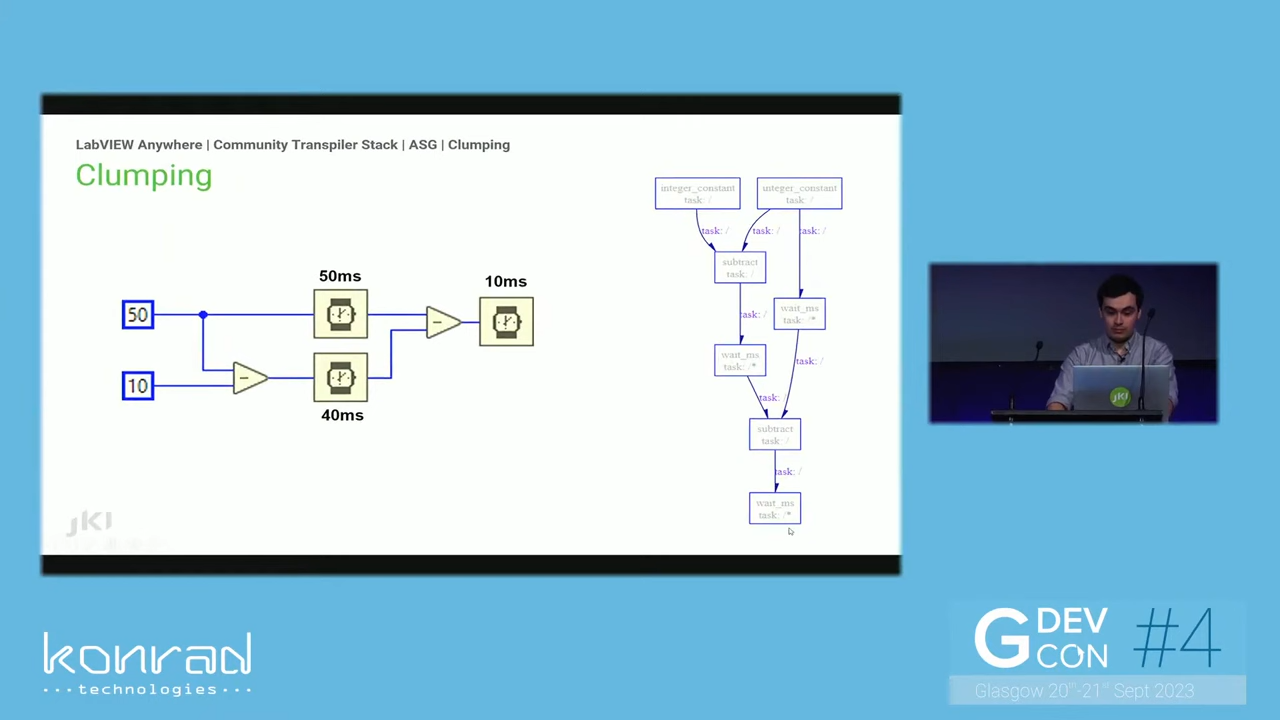 LabVIEW Anywhere | Community Transpiler Stack | ASG | Clumping
Clumping
50ms
10ms
50
10
40ms
integer_constant
task: /
integer_constant
task: /
task: /
task: /
task: /
subtract
task: /
task: /
wait_ms
task: /*
wait_ms
task: /*
task: /
task: /
subtract
task: /
task: /
wait_ms
task: /*
jkI
jkI
konrad
technologies
G DEV CON #4
Glasgow 20th-21st Sept 2023